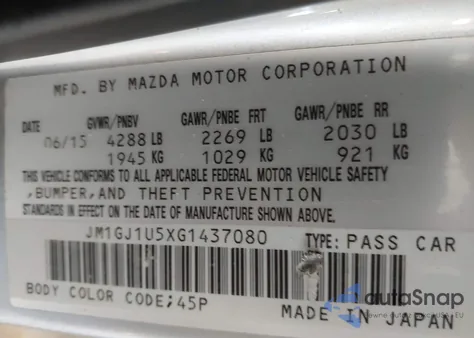 MFD. BY MAZDA MOTOR CORPORATION
DATE GVWR/PNBV GAWR/PNBE FRT GAWR/PNBE RR
06/15 4288 LB 2269 LB 2030 LB
1945 KG 1029 KG 921 KG
THIS VEHICLE CONFORMS TO ALL APPLICABLE FEDERAL MOTOR VEHICLE SAFETY
,BUMPER,AND THEFT PREVENTION
STANDARDS IN EFFECT ON THE DATE OF MANUFACTURE SHOWN ABOVE.
JM1GJ1U5XG1437080 TYPE: PASS CAR
BODY COLOR CODE;45P
MADE IN JAPAN
autoSnap